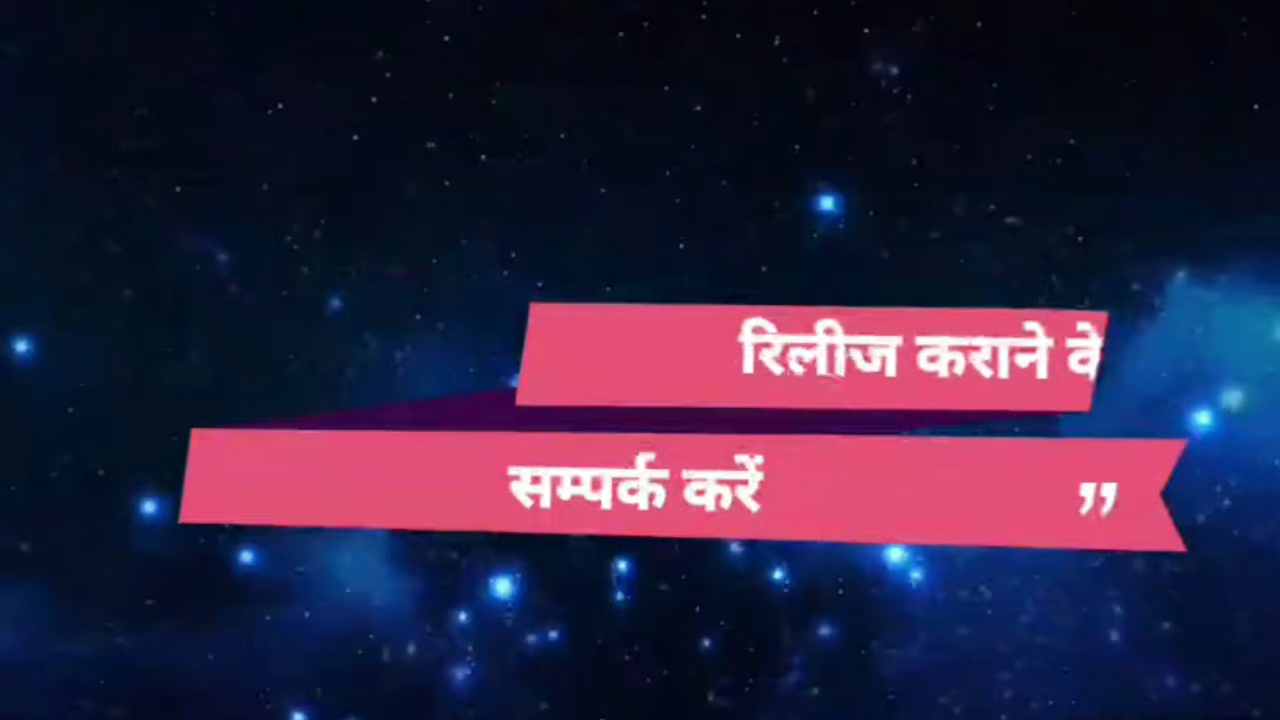 रिलीज कराने
सम्पर्क करें ”